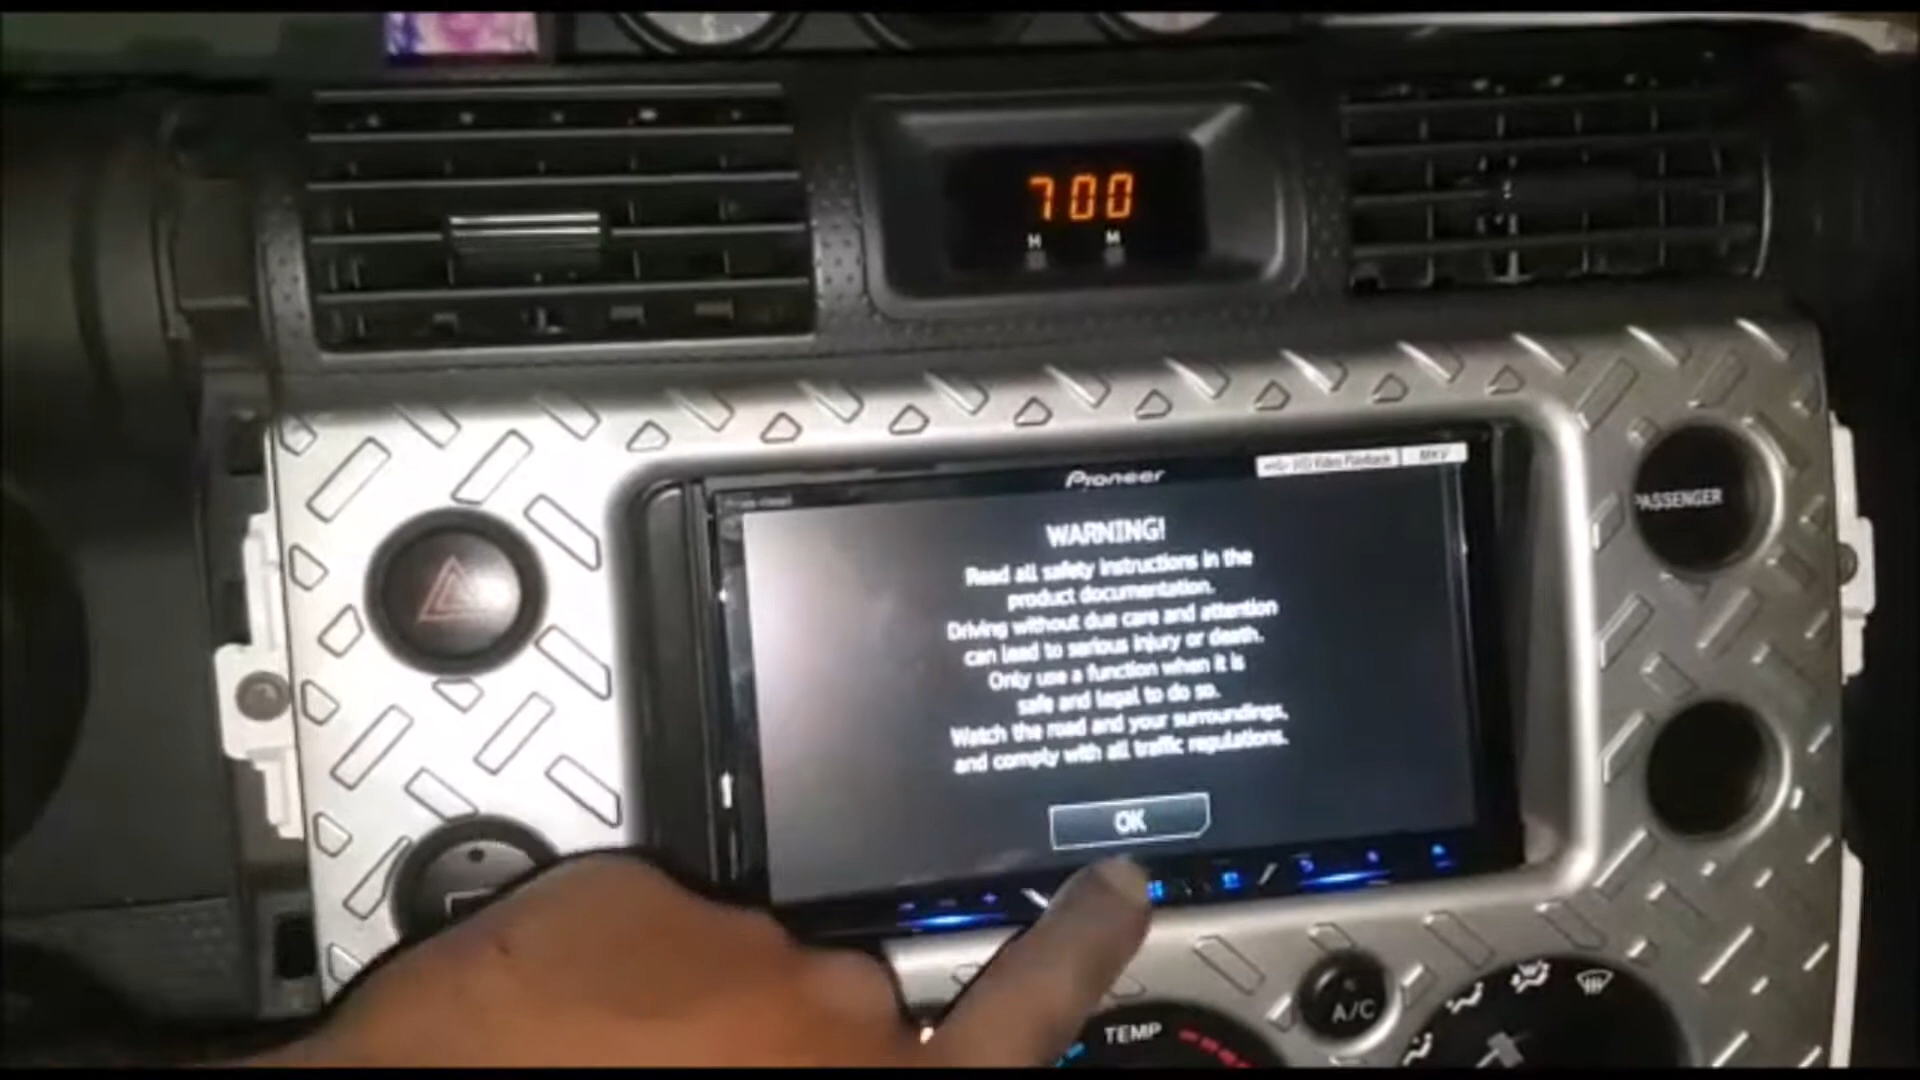 700
H M
Pioneer
MKV
WARNING!
Read all safety instructions in the
product documentation.
Driving without due care and attention
can lead to serious injury or death.
Only use a function when it is
safe and legal to do so.
Watch the road and your surroundings,
and comply with all traffic regulations.
OK
PASSENGER
A/C
TEMP